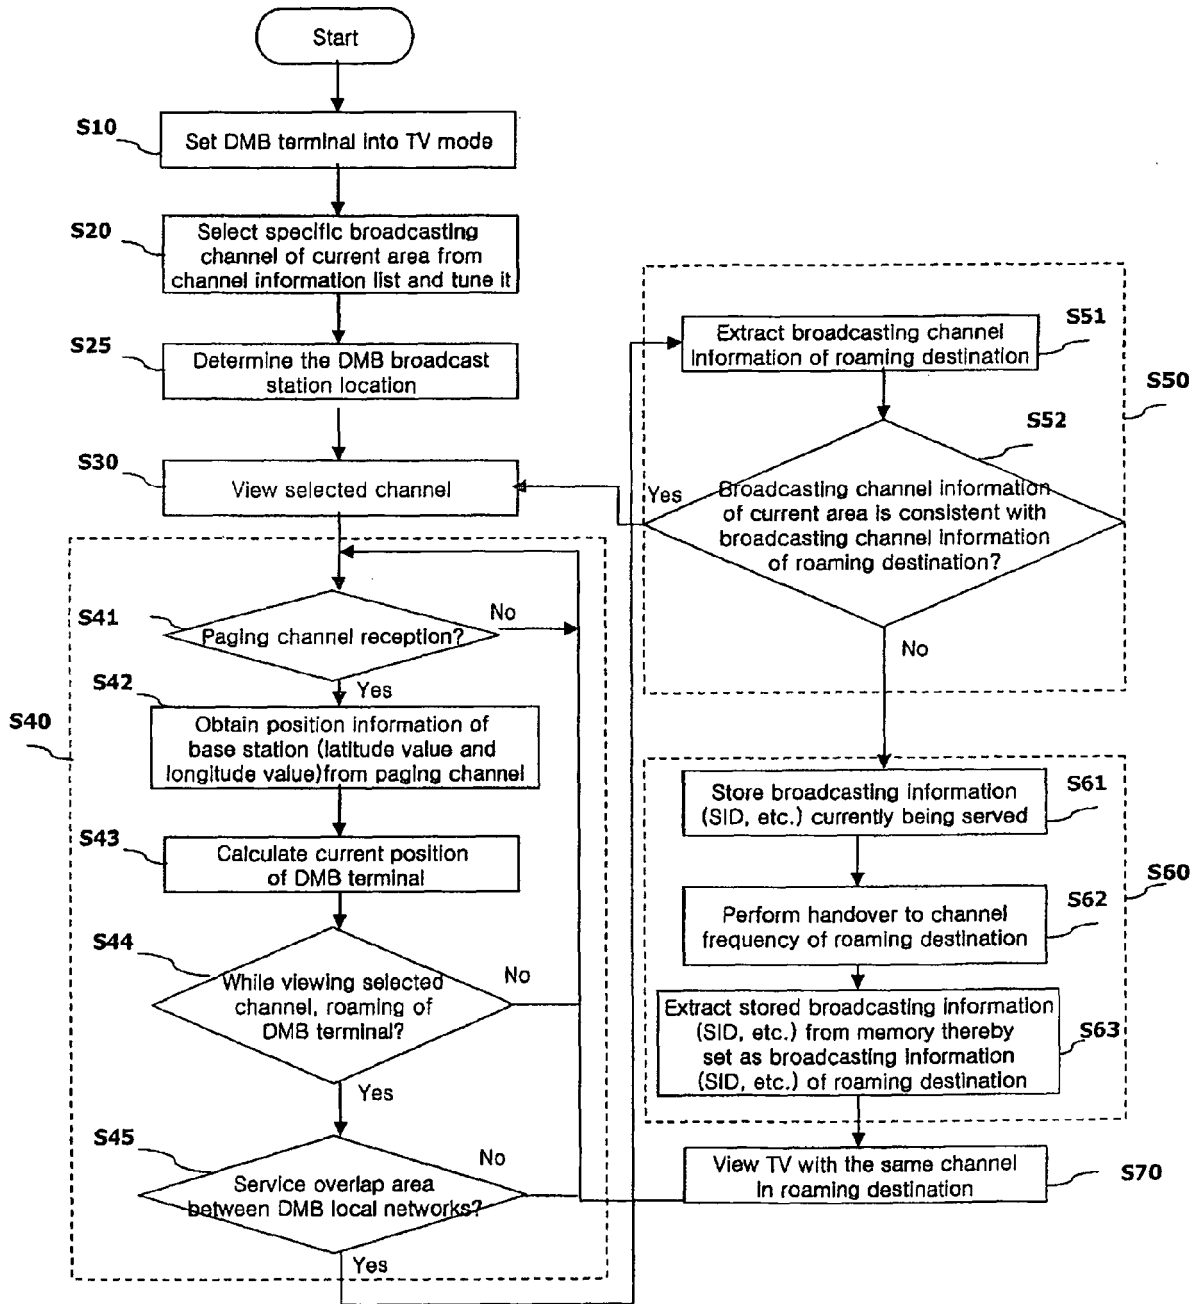 Start
S10
Set DMB terminal into TV mode
S20
Select specific broadcasting
channel of current area from
channel information list and tune it
S25
Determine the DMB broadcast
station location
S30
View selected channel
S40
S41
Paging channel reception?
No
Yes
S42
Obtain position information of
base station (latitude value and
longitude value)from paging channel
S43
Calculate current position
of DMB terminal
S44
While viewing selected
channel, roaming of
DMB terminal?
No
Yes
S45
Service overlap area
between DMB local networks?
No
Yes
S50
S51
Extract broadcasting channel
information of roaming destination
S52
Broadcasting channel information
of current area is consistent with
broadcasting channel information
of roaming destination?
Yes
No
S60
S61
Store broadcasting information
(SID, etc.) currently being served
S62
Perform handover to channel
frequency of roaming destination
S63
Extract stored broadcasting information
(SID, etc.) from memory thereby
set as broadcasting information
(SID, etc.) of roaming destination
S70
View TV with the same channel
in roaming destination